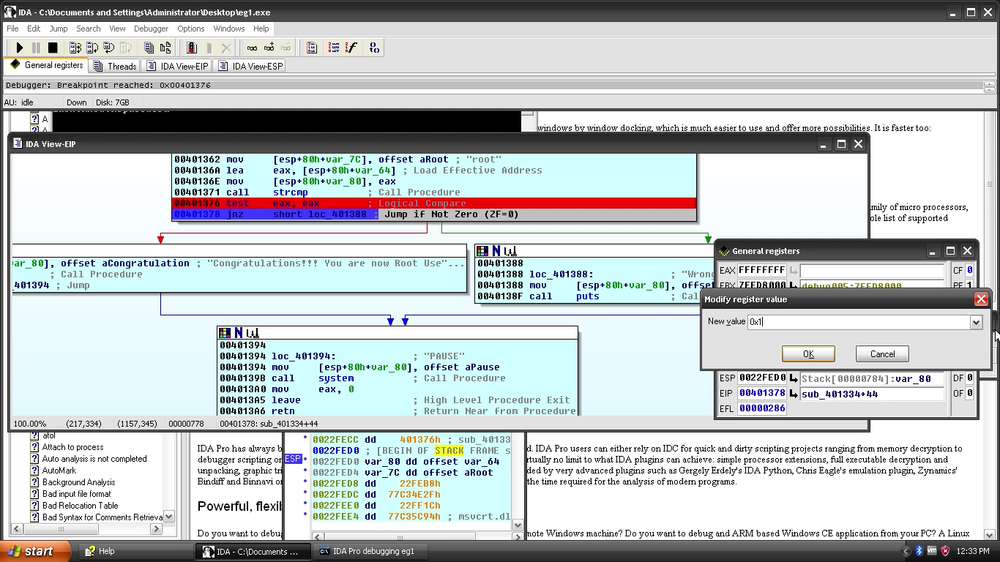 IDA - C:\Documents and Settings\Administrator\Desktop\eg1.exe
File Edit Jump Search View Debugger Options Windows Help
General registers Threads IDA View-EIP IDA View-ESP
Debugger: Breakpoint reached: 0x00401376
AU: idle Down Disk: 7GB
A
windows by window docking, which is much easier to use and offer more possibilities. It is faster too:
IDA View-EIP
00401362 mov [esp+80h+var_7C], offset aRoot ; "root"
0040136A lea eax, [esp+80h+var_64] ; Load Effective Address
0040136E mov [esp+80h+var_80], eax
00401371 call strcmp ; Call Procedure
00401376 test eax, eax ; Logical Compare
00401378 jnz short loc_401388 ; Jump if Not Zero (ZF=0)
mily of micro processors,
ole list of supported
ar_80], offset aCongratulation ; "Congratulations!!! You are now Root Use"...
; Call Procedure
_401394 ; Jump
N
00401388
00401388 loc_401388: ; "Wrong
00401388 mov [esp+80h+var_80], offse
0040138F call puts ; Cal
General registers
EAX FFFFFFFF CF 0
EBX 7FFD8000 debug005:7FFD8000 PF 1
Modify register value
New value 0x1
OK Cancel
N
00401394
00401394 loc_401394: ; "PAUSE"
00401394 mov [esp+80h+var_80], offset aPause
0040139B call system ; Call Procedure
004013A0 mov eax, 0
004013A5 leave ; High Level Procedure Exit
004013A6 retn ; Return Near from Procedure
ESP 0022FED0 Stack[00000784]:var_80 DF 0
EIP 00401378 sub_401334+44 OF 0
EFL 00000286
100.00% (217,334) (1157,345) 00000778 00401378: sub_401334+44
atol
Attach to process
Auto analysis is not completed
AutoMark
Background Analysis
Bad input file format
Bad Relocation Table
Bad Syntax for Comments Retrieva
IDA Pro has always b
debugger scripting or
unpacking, graphic tri
Bindiff and Binnavi or
Powerful, flexib
Do you want to debug
0022FECC dd 401376h ; sub_40133
0022FED0 ; [BEGIN OF STACK FRAME s
ESP 0022FED0 var_80 dd offset var_64
0022FED4 var_7C dd offset aRoot
0022FED8 dd 22FEB8h
0022FEDC dd 77C34E2Fh
0022FEE0 dd 22FF1Ch
0022FEE4 dd 77C35C94h ; msvcrt.dl
d. IDA Pro users can either rely on IDC for quick and dirty scripting projects ranging from memory decryption to
rtually no limit to what IDA plugins can achieve: simple processor extensions, full executable decryption and
ded by very advanced plugins such as Gergely Erdely's IDA Python, Chris Eagle's emulation plugin, Zynamics'
the time required for the analysis of modern programs.
note Windows machine? Do you want to debug and ARM based Windows CE application from your PC? A Linux
start Help IDA - C:\Documents ... IDA Pro debugging eg1 12:33 PM